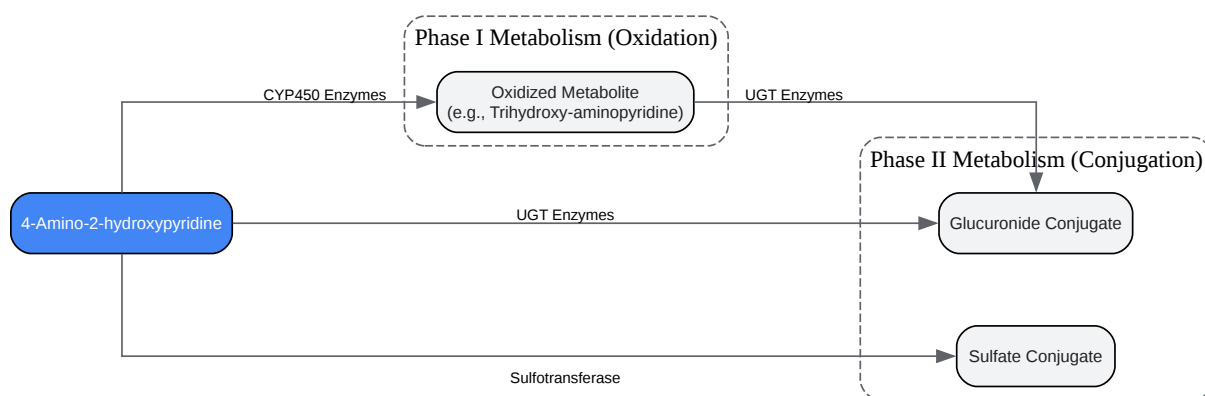 Phase I Metabolism (Oxidation)
Oxidized Metabolite
(e.g., Trihydroxy-aminopyridine)
CYP450 Enzymes
UGT Enzymes
Phase II Metabolism (Conjugation)
4-Amino-2-hydroxypyridine
UGT Enzymes
Glucuronide Conjugate
Sulfate Conjugate
Sulfotransferase